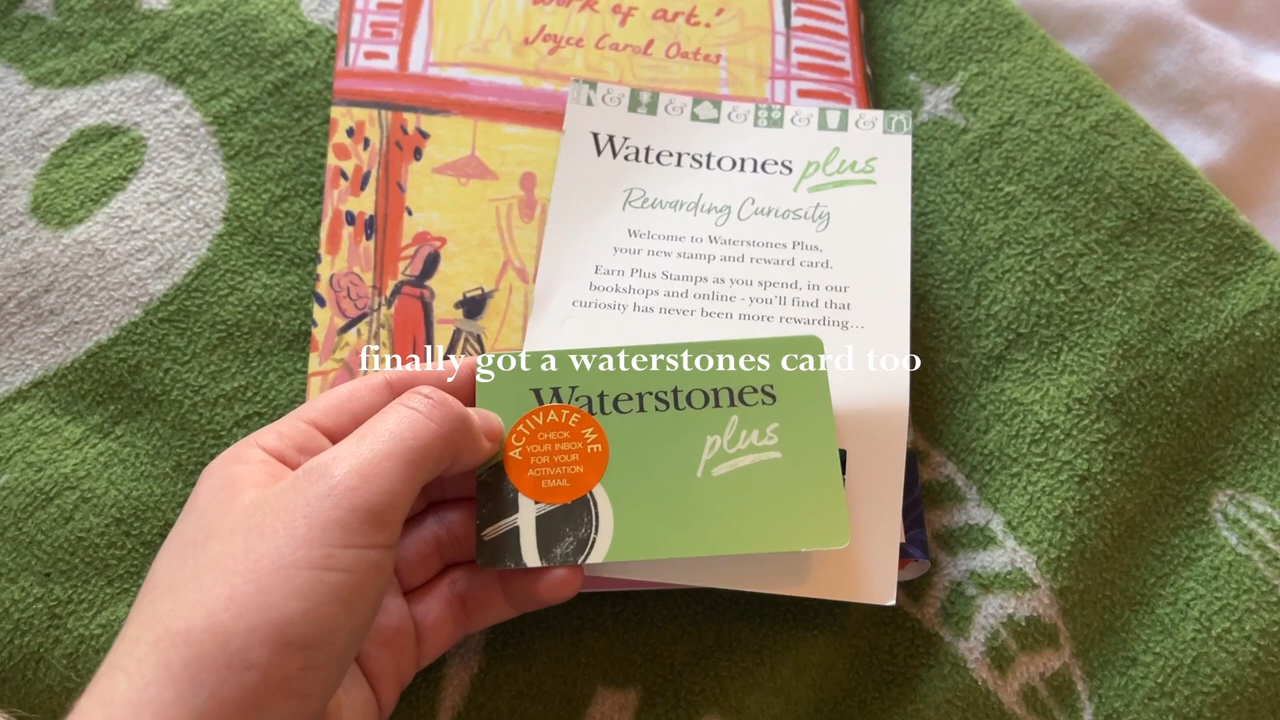 work of art.'
Joyce Carol Oates
Waterstones plus
Rewarding Curiosity
Welcome to Waterstones Plus,
your new stamp and reward card.
Earn Plus Stamps as you spend, in our
bookshops and online - you'll find that
curiosity has never been more rewarding...
finally got a waterstones card too
Waterstones
plus
ACTIVATE ME
CHECK
YOUR INBOX
FOR YOUR
ACTIVATION
EMAIL